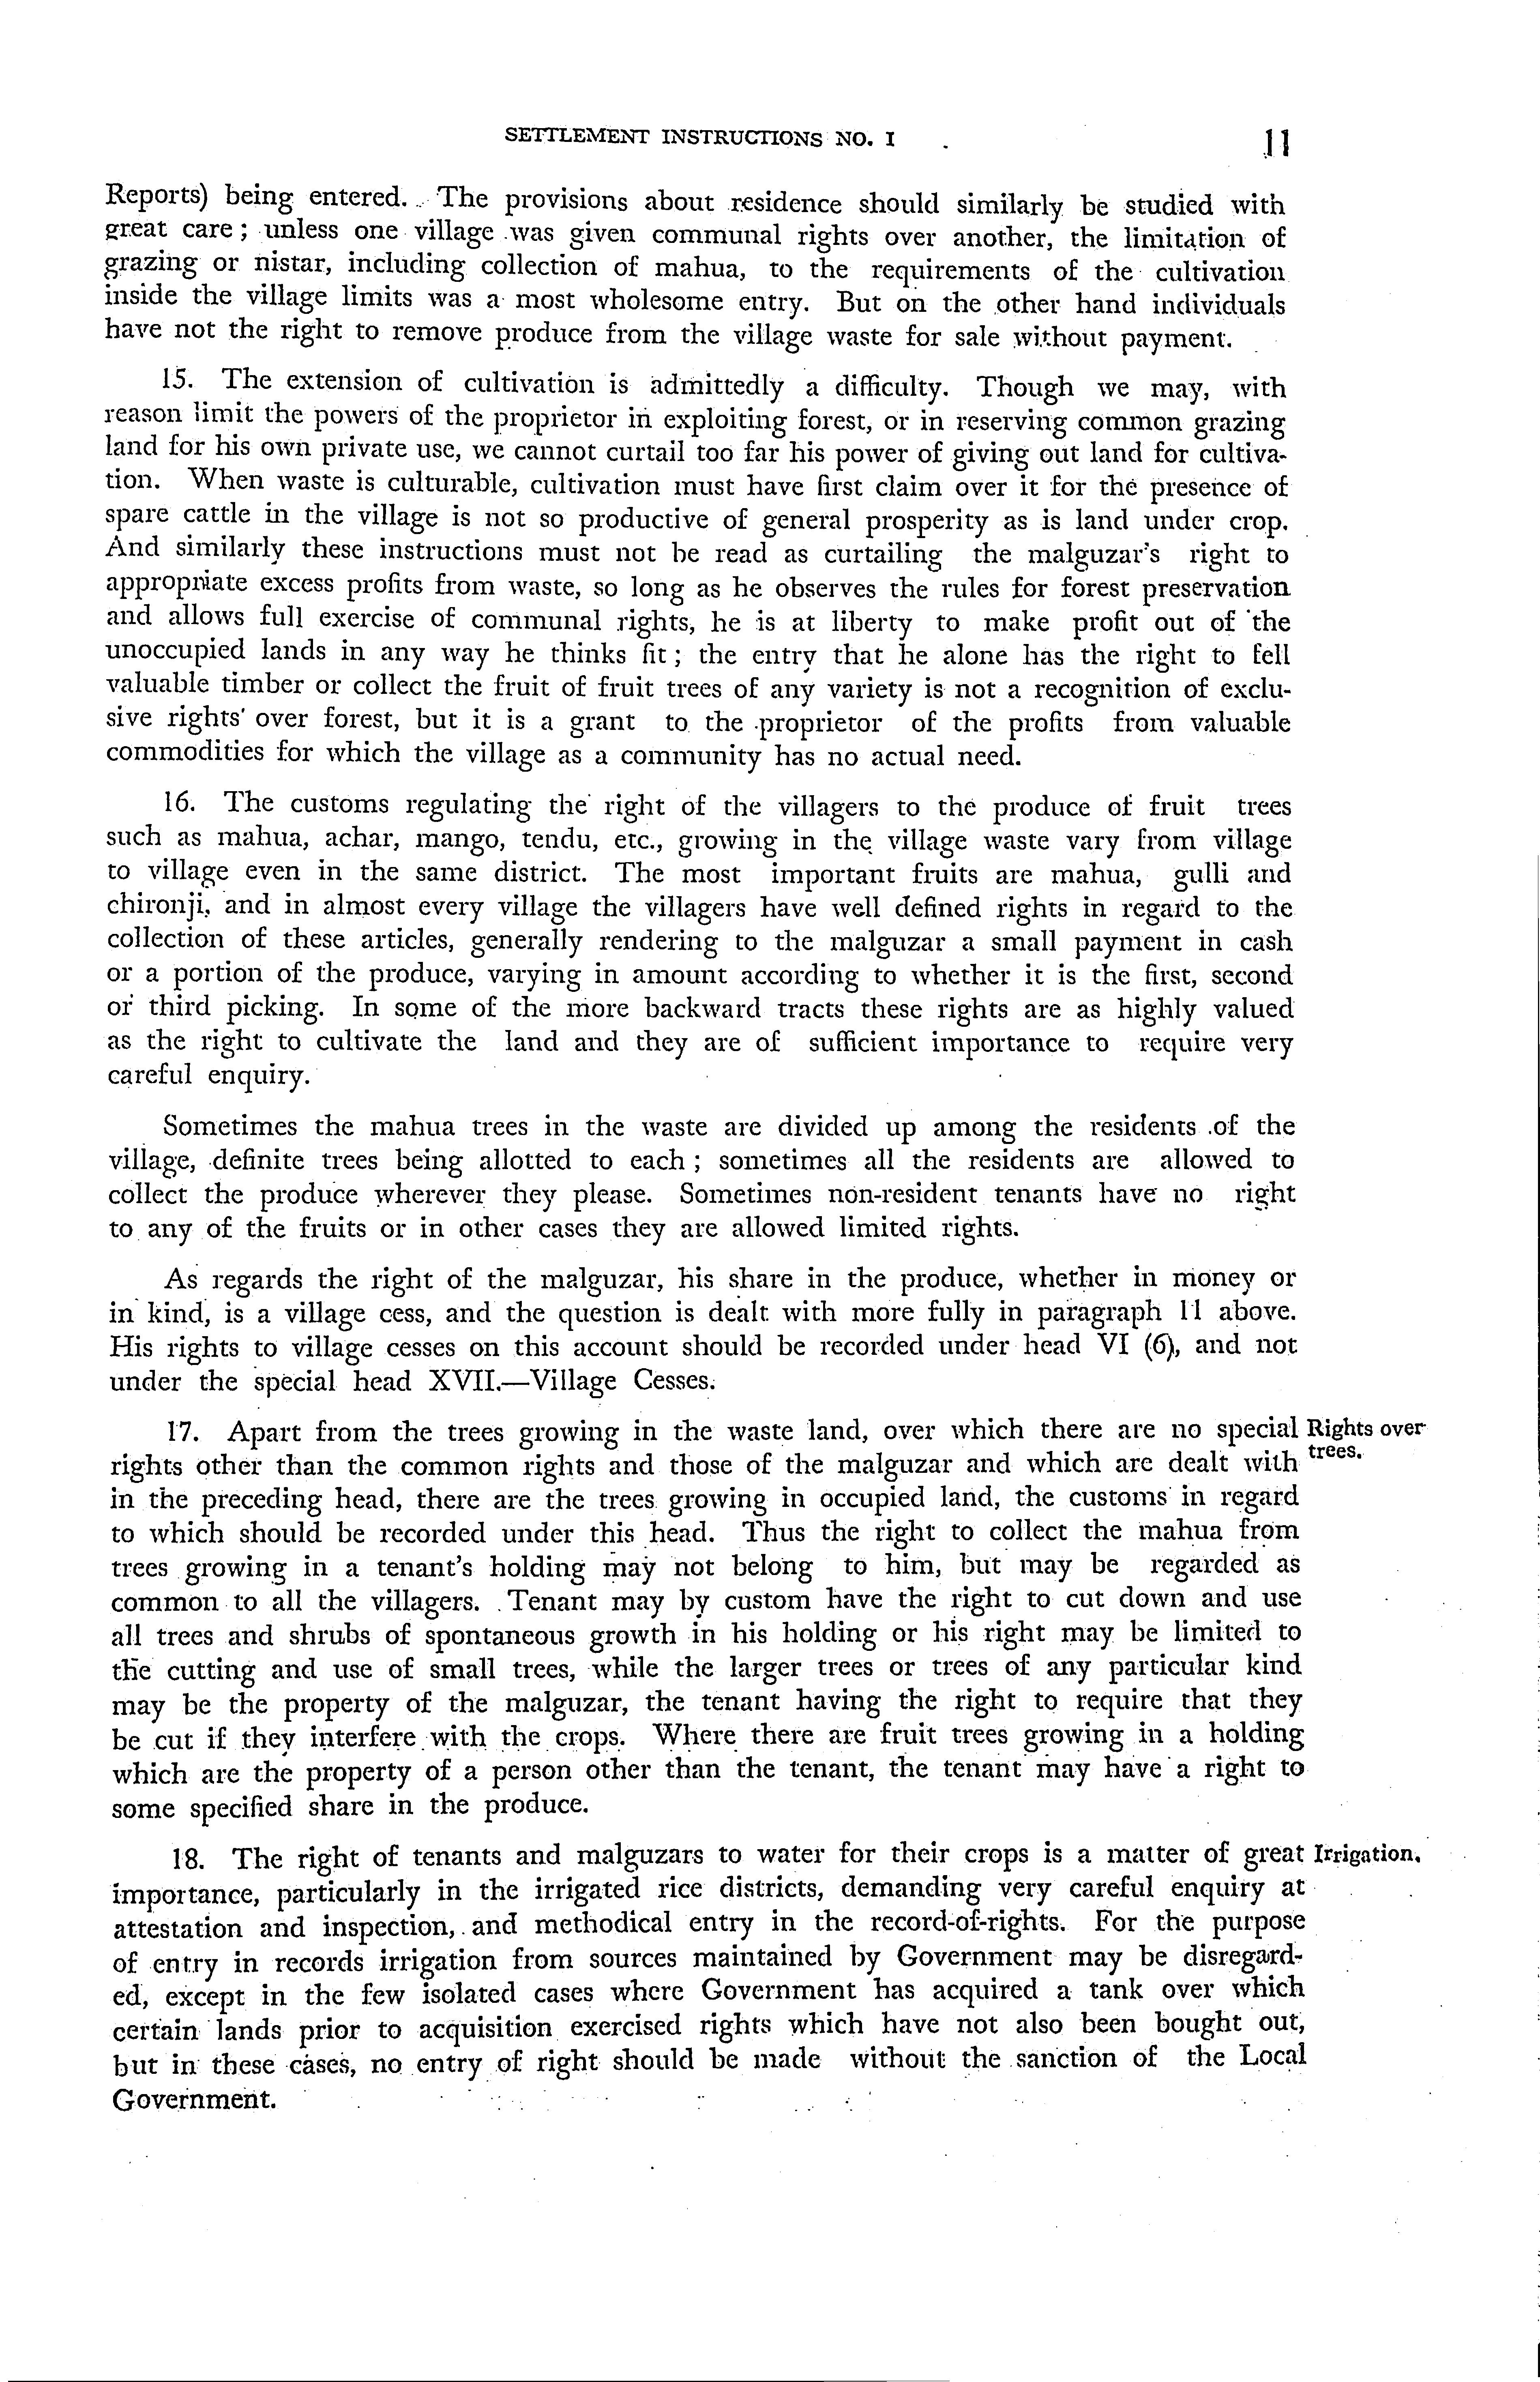 SETTLEMENT INSTRUCTIONS NO. I 11
Reports) being entered. The provisions about residence should similarly be studied with
great care ; unless one village was given communal rights over another, the limitation of
grazing or nistar, including collection of mahua, to the requirements of the cultivation
inside the village limits was a most wholesome entry. But on the other hand individuals
have not the right to remove produce from the village waste for sale without payment.
15. The extension of cultivation is admittedly a difficulty. Though we may, with
reason limit the powers of the proprietor in exploiting forest, or in reserving common grazing
land for his own private use, we cannot curtail too far his power of giving out land for cultiva-
tion. When waste is culturable, cultivation must have first claim over it for the presence of
spare cattle in the village is not so productive of general prosperity as is land under crop.
And similarly these instructions must not be read as curtailing the malguzar's right to
appropriate excess profits from waste, so long as he observes the rules for forest preservation
and allows full exercise of communal rights, he is at liberty to make profit out of the
unoccupied lands in any way he thinks fit ; the entry that he alone has the right to fell
valuable timber or collect the fruit of fruit trees of any variety is not a recognition of exclu-
sive rights over forest, but it is a grant to the proprietor of the profits from valuable
commodities for which the village as a community has no actual need.
16. The customs regulating the right of the villagers to the produce of fruit trees
such as mahua, achar, mango, tendu, etc., growing in the village waste vary from village
to village even in the same district. The most important fruits are mahua, gulli and
chironji, and in almost every village the villagers have well defined rights in regard to the
collection of these articles, generally rendering to the malguzar a small payment in cash
or a portion of the produce, varying in amount according to whether it is the first, second
or third picking. In some of the more backward tracts these rights are as highly valued
as the right to cultivate the land and they are of sufficient importance to require very
careful enquiry.
Sometimes the mahua trees in the waste are divided up among the residents of the
village, definite trees being allotted to each ; sometimes all the residents are allowed to
collect the produce wherever they please. Sometimes non-resident tenants have no right
to any of the fruits or in other cases they are allowed limited rights.
As regards the right of the malguzar, his share in the produce, whether in money or
in kind, is a village cess, and the question is dealt with more fully in paragraph 11 above.
His rights to village cesses on this account should be recorded under head VI (6), and not
under the special head XVII.—Village Cesses.
17. Apart from the trees growing in the waste land, over which there are no special Rights over
rights other than the common rights and those of the malguzar and which are dealt with trees.
in the preceding head, there are the trees growing in occupied land, the customs in regard
to which should be recorded under this head. Thus the right to collect the mahua from
trees growing in a tenant's holding may not belong to him, but may be regarded as
common to all the villagers. Tenant may by custom have the right to cut down and use
all trees and shrubs of spontaneous growth in his holding or his right may be limited to
the cutting and use of small trees, while the larger trees or trees of any particular kind
may be the property of the malguzar, the tenant having the right to require that they
be cut if they interfere with the crops. Where there are fruit trees growing in a holding
which are the property of a person other than the tenant, the tenant may have a right to
some specified share in the produce.
18. The right of tenants and malguzars to water for their crops is a matter of great Irrigation.
importance, particularly in the irrigated rice districts, demanding very careful enquiry at
attestation and inspection, and methodical entry in the record-of-rights. For the purpose
of entry in records irrigation from sources maintained by Government may be disregard-
ed, except in the few isolated cases where Government has acquired a tank over which
certain lands prior to acquisition exercised rights which have not also been bought out,
but in these cases, no entry of right should be made without the sanction of the Local
Government.